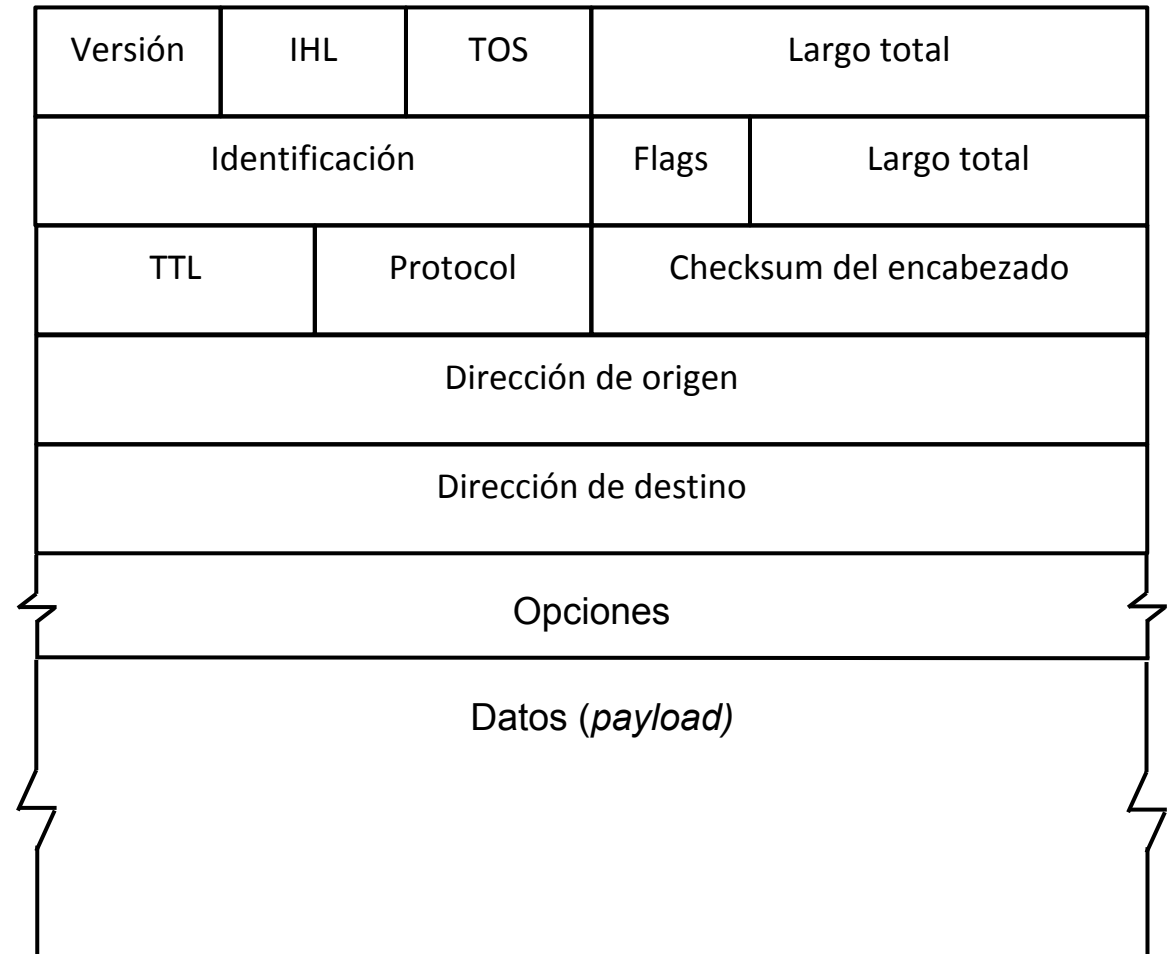 Versión IHL TOS Largo total
Identificación Flags Largo total
TTL Protocol Checksum del encabezado
Dirección de origen
Dirección de destino
Opciones
Datos (payload)